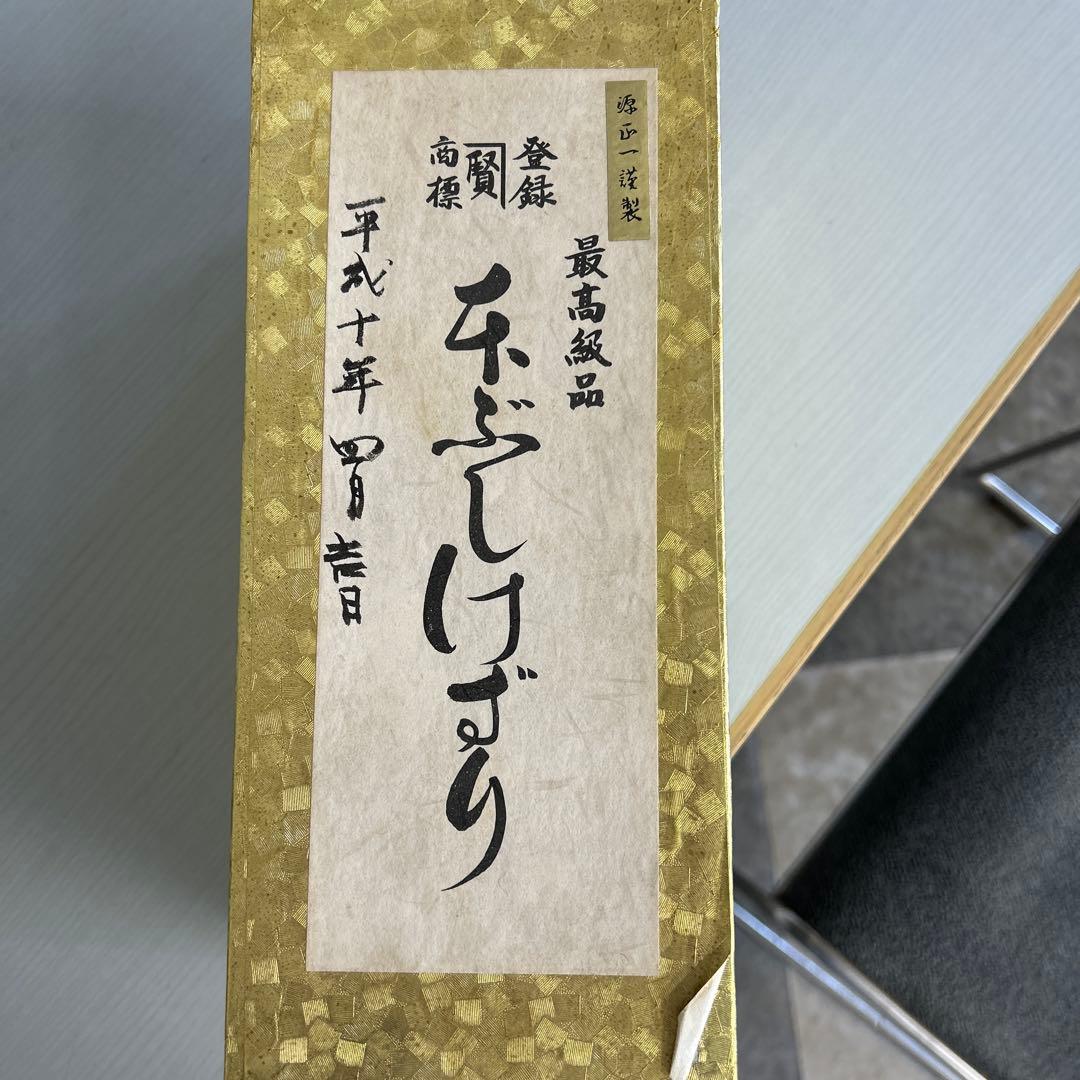 源正一謹製
最高級品
登録
賢
商標
本ぶしけずり
平成十年四月吉日